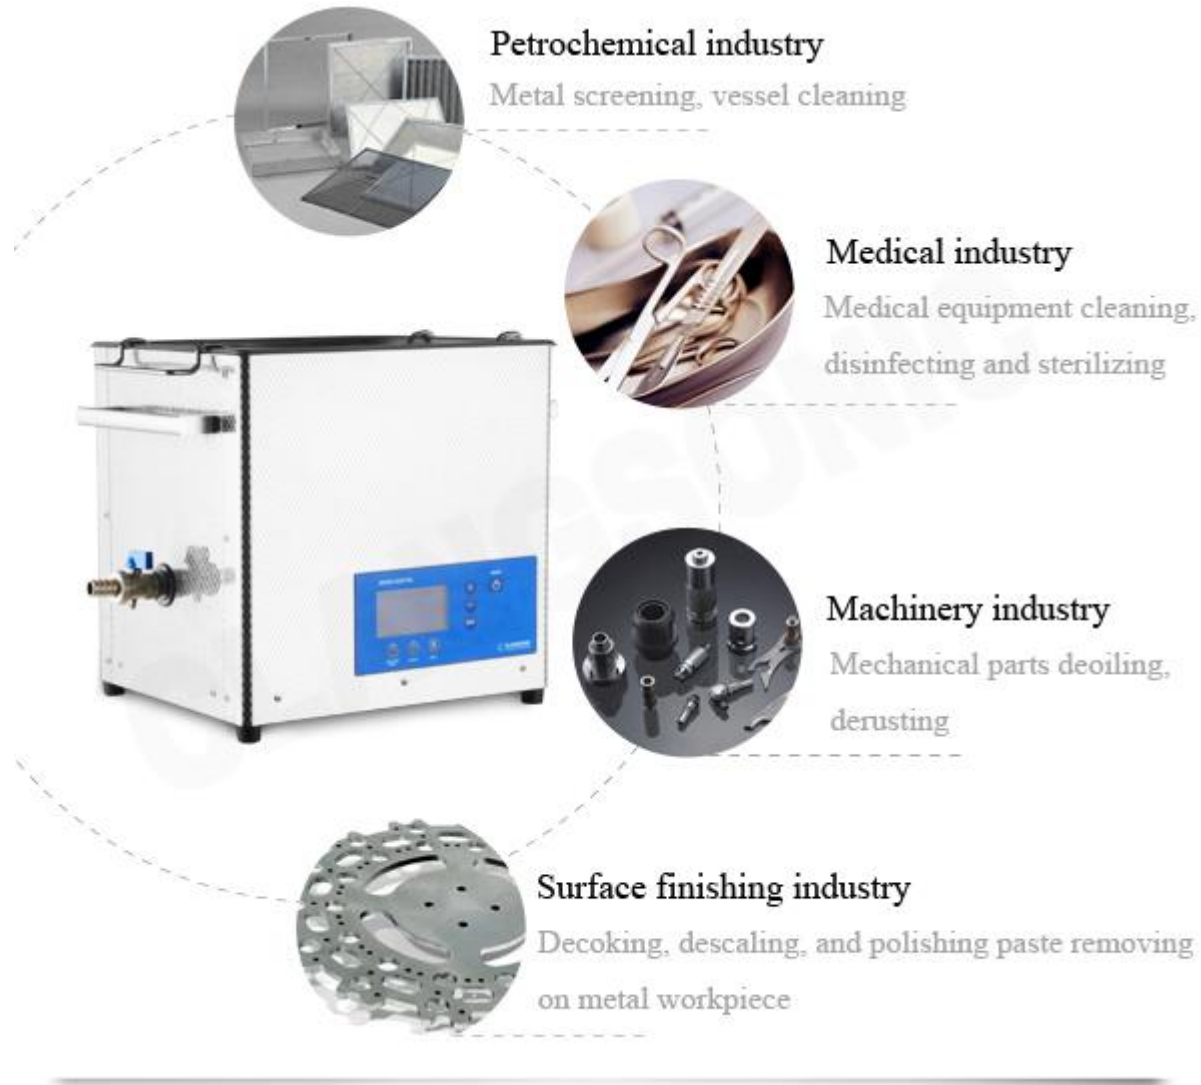 Petrochemical industry
Metal screening, vessel cleaning
Medical industry
Medical equipment cleaning,
disinfecting and sterilizing
Machinery industry
Mechanical parts deoiling,
derusting
Surface finishing industry
Decoking, descaling, and polishing paste removing
on metal workpiece